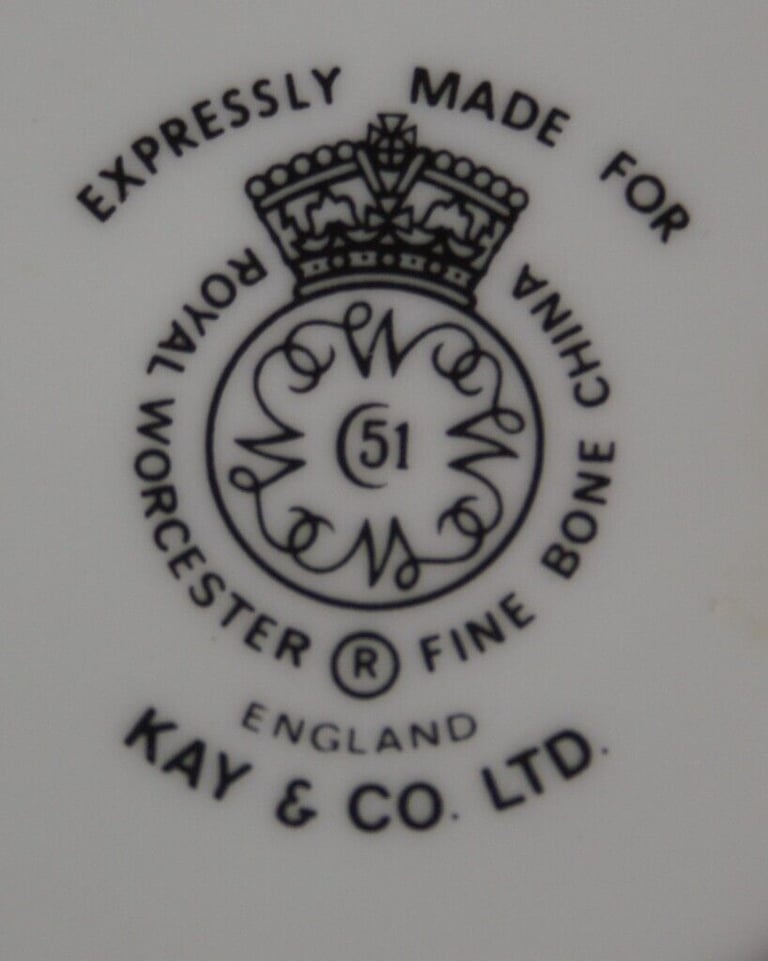 EXPRESSLY MADE FOR
ROYAL WORCESTER ® FINE BONE CHINA
C51
ENGLAND
KAY & CO. LTD.